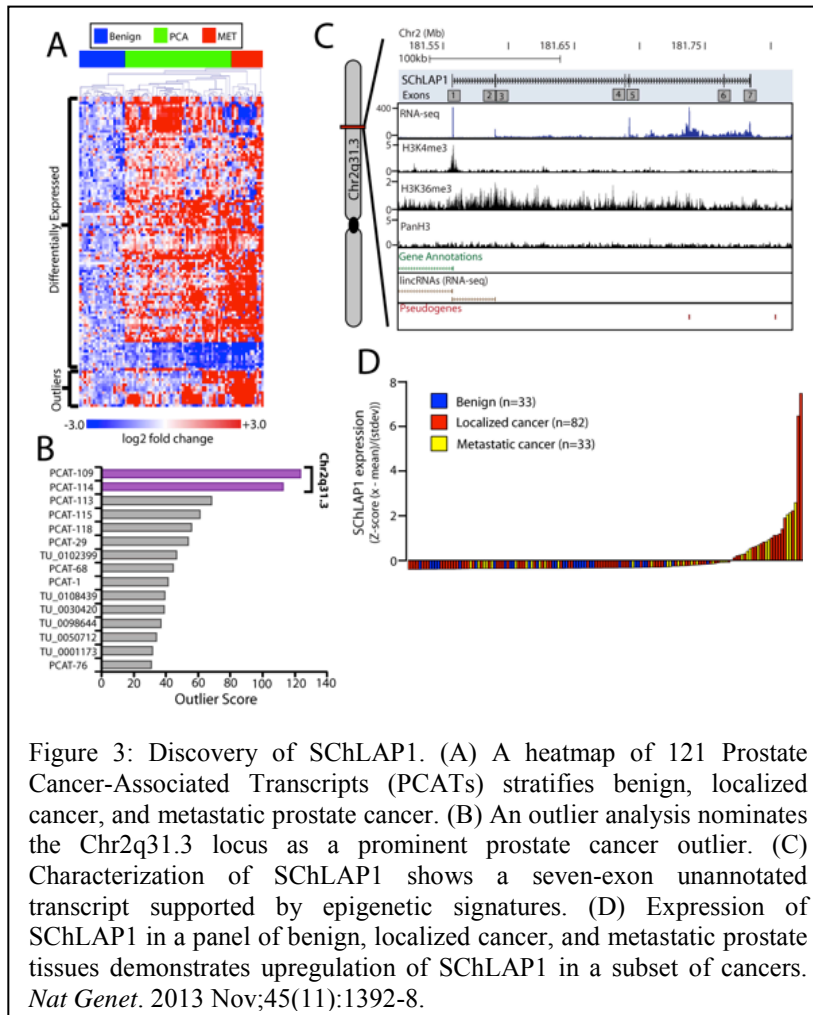 A
Benign PCA MET
Differentially Expressed
Outliers
-3.0 +3.0
log2 fold change
B
PCAT-109
PCAT-114
PCAT-113
PCAT-115
PCAT-118
PCAT-29
TU_0102399
PCAT-68
PCAT-1
TU_0108439
TU_0030420
TU_0098644
TU_0050712
TU_0001173
PCAT-76
Chr2q31.3
0 20 40 60 80 100 120 140
Outlier Score
C
Chr2q31.3
Chr2 (Mb)
181.55 181.65 181.75
100kb
SChLAP1
Exons 1 2 3 4 5 6 7
400 RNA-seq
0
5 H3K4me3
0
2 H3K36me3
0
5 PanH3
0
Gene Annotations
lincRNAs (RNA-seq)
Pseudogenes
D
8
6
4
2
0
SChLAP1 expression
(Z-score (x - mean)/(stdev))
Benign (n=33)
Localized cancer (n=82)
Metastatic cancer (n=33)
Figure 3: Discovery of SChLAP1. (A) A heatmap of 121 Prostate
Cancer-Associated Transcripts (PCATs) stratifies benign, localized
cancer, and metastatic prostate cancer. (B) An outlier analysis nominates
the Chr2q31.3 locus as a prominent prostate cancer outlier. (C)
Characterization of SChLAP1 shows a seven-exon unannotated
transcript supported by epigenetic signatures. (D) Expression of
SChLAP1 in a panel of benign, localized cancer, and metastatic prostate
tissues demonstrates upregulation of SChLAP1 in a subset of cancers.
Nat Genet. 2013 Nov;45(11):1392-8.